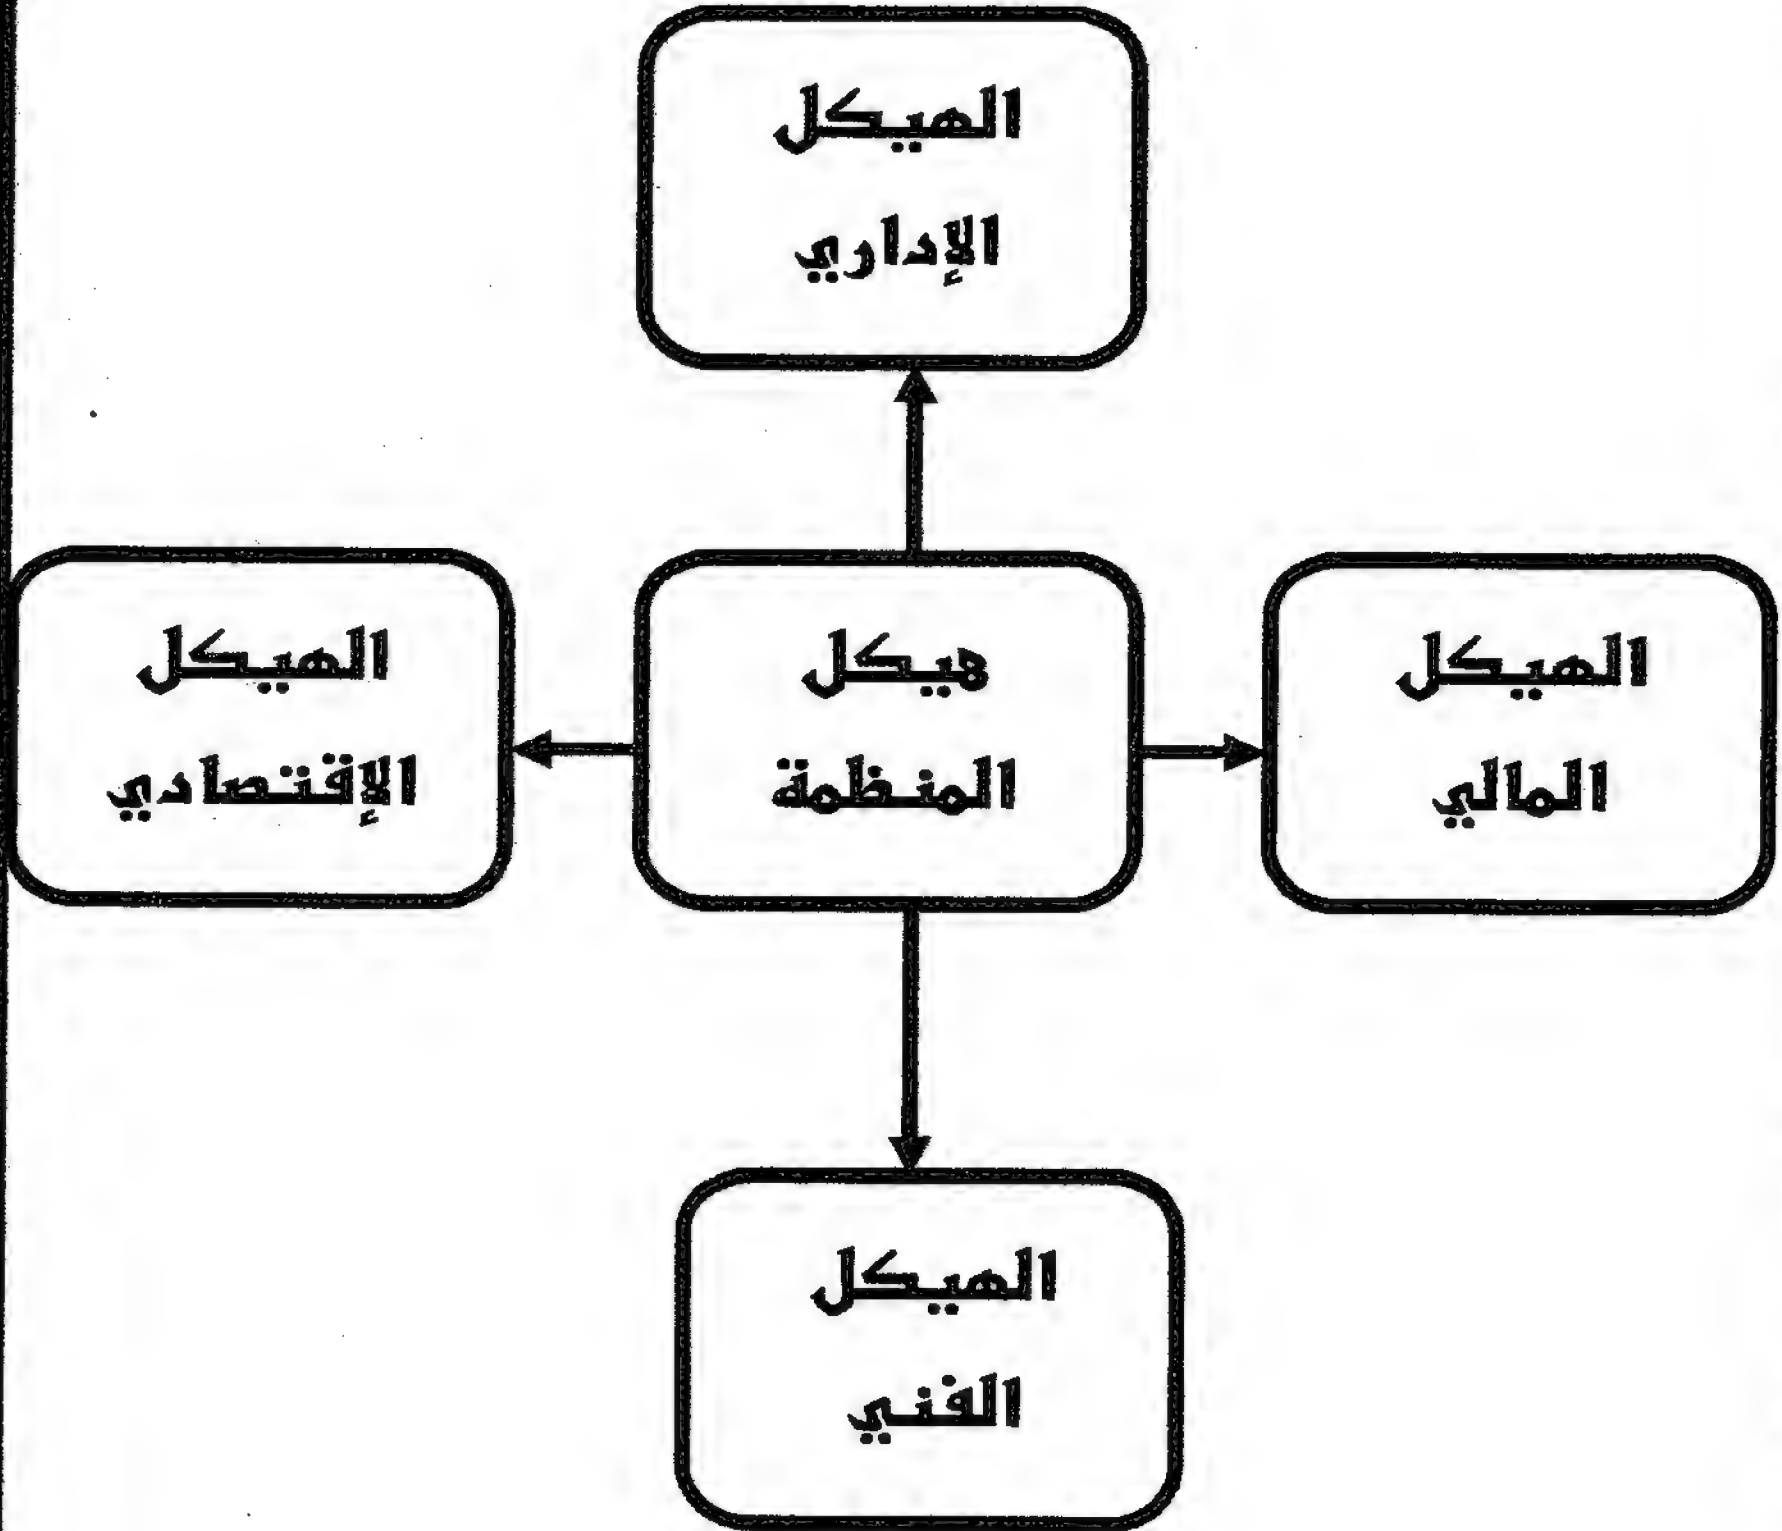 الهيكل
الإداري
الهيكل
المالي
هيكل
المنظمة
الهيكل
الإقتصادي
الهيكل
الفني